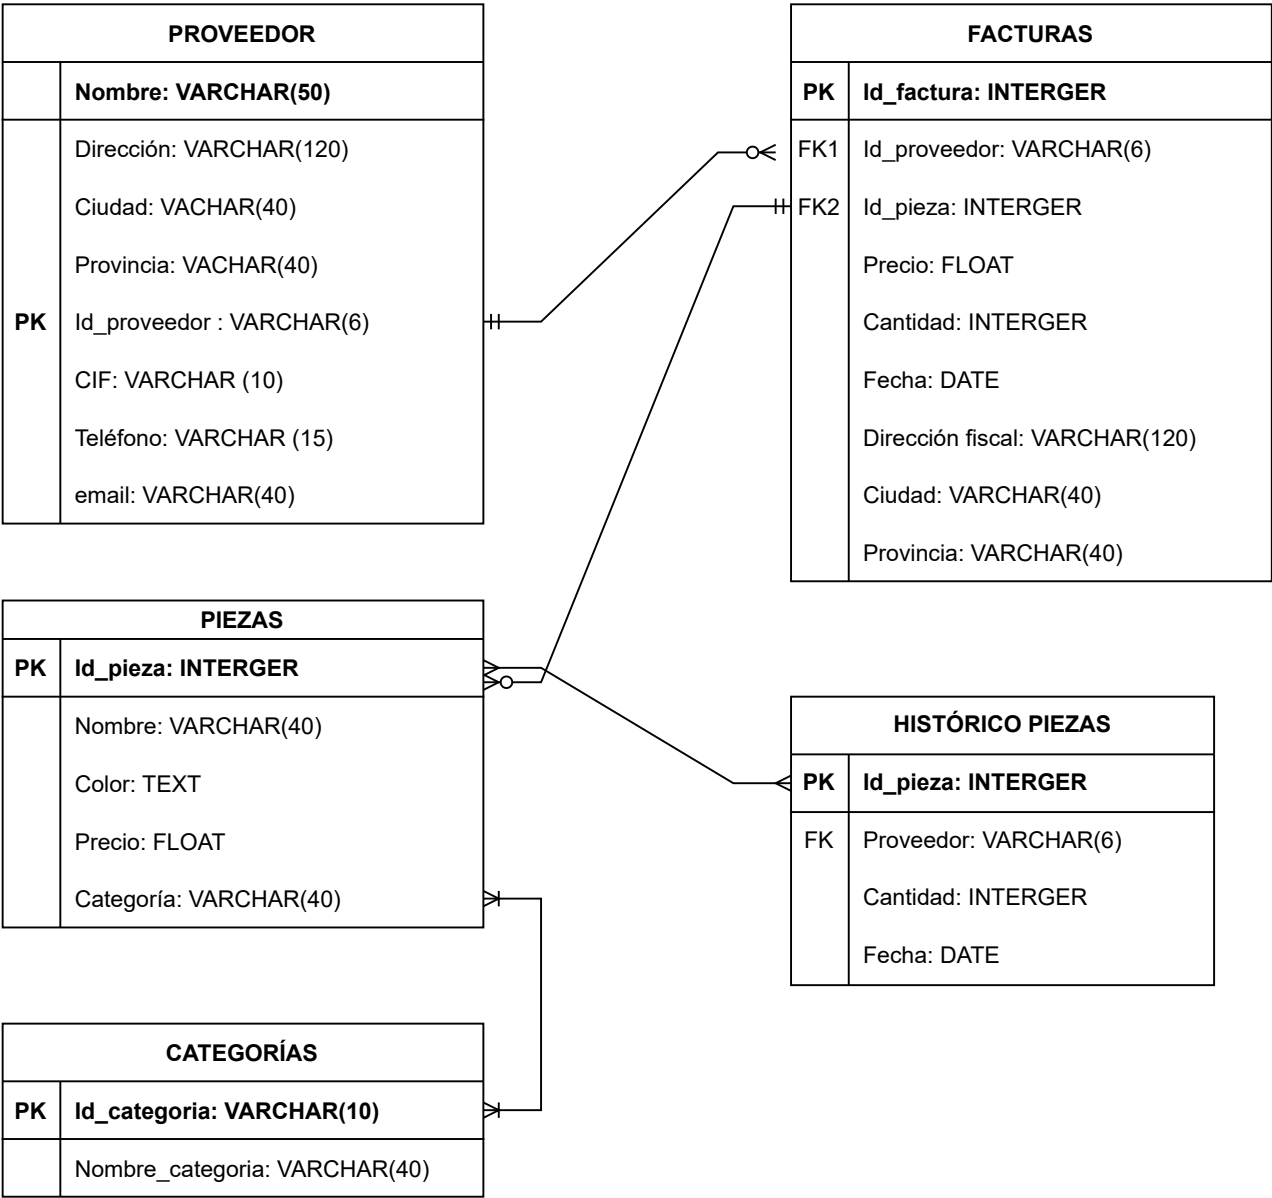 PROVEEDOR
Nombre: VARCHAR(50)
Dirección: VARCHAR(120)
Ciudad: VACHAR(40)
Provincia: VACHAR(40)
PK Id_proveedor : VARCHAR(6)
CIF: VARCHAR (10)
Teléfono: VARCHAR (15)
email: VARCHAR(40)
FACTURAS
PK Id_factura: INTERGER
FK1 Id_proveedor: VARCHAR(6)
FK2 Id_pieza: INTERGER
Precio: FLOAT
Cantidad: INTERGER
Fecha: DATE
Dirección fiscal: VARCHAR(120)
Ciudad: VARCHAR(40)
Provincia: VARCHAR(40)
PIEZAS
PK Id_pieza: INTERGER
Nombre: VARCHAR(40)
Color: TEXT
Precio: FLOAT
Categoría: VARCHAR(40)
HISTÓRICO PIEZAS
PK Id_pieza: INTERGER
FK Proveedor: VARCHAR(6)
Cantidad: INTERGER
Fecha: DATE
CATEGORÍAS
PK Id_categoria: VARCHAR(10)
Nombre_categoria: VARCHAR(40)